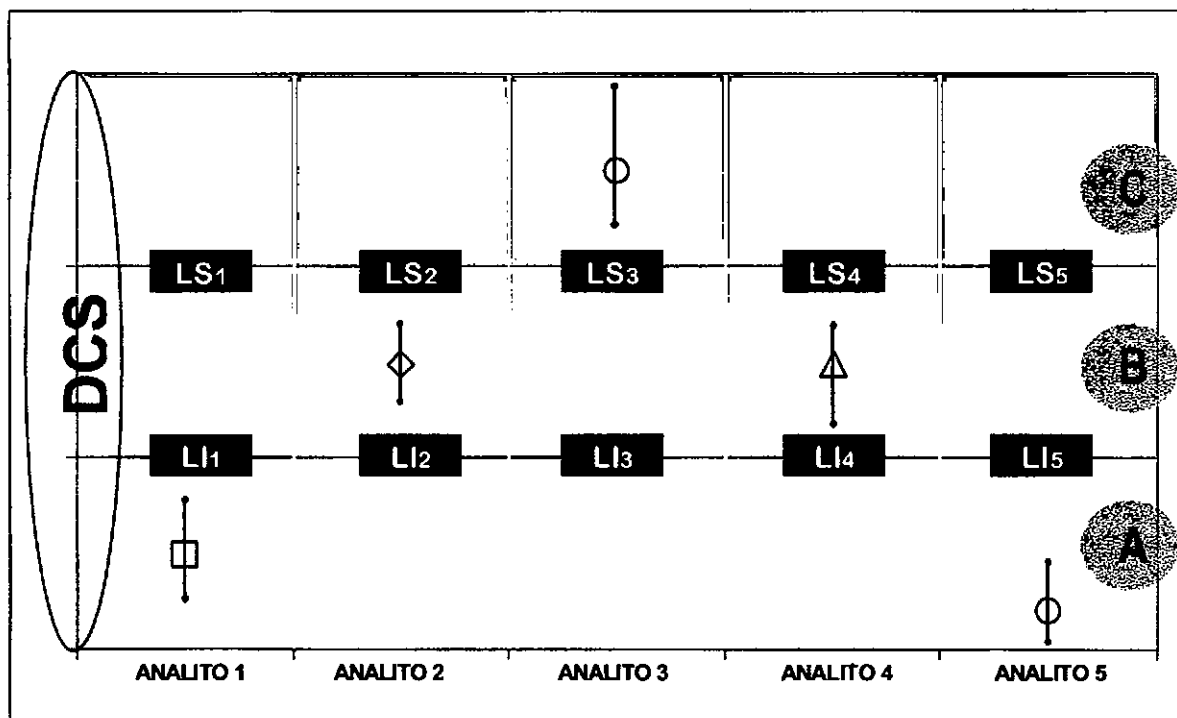 C
LS1 LS2 LS3 LS4 LS5
DCS
B
LI1 LI2 LI3 LI4 LI5
A
ANALITO 1 ANALITO 2 ANALITO 3 ANALITO 4 ANALITO 5